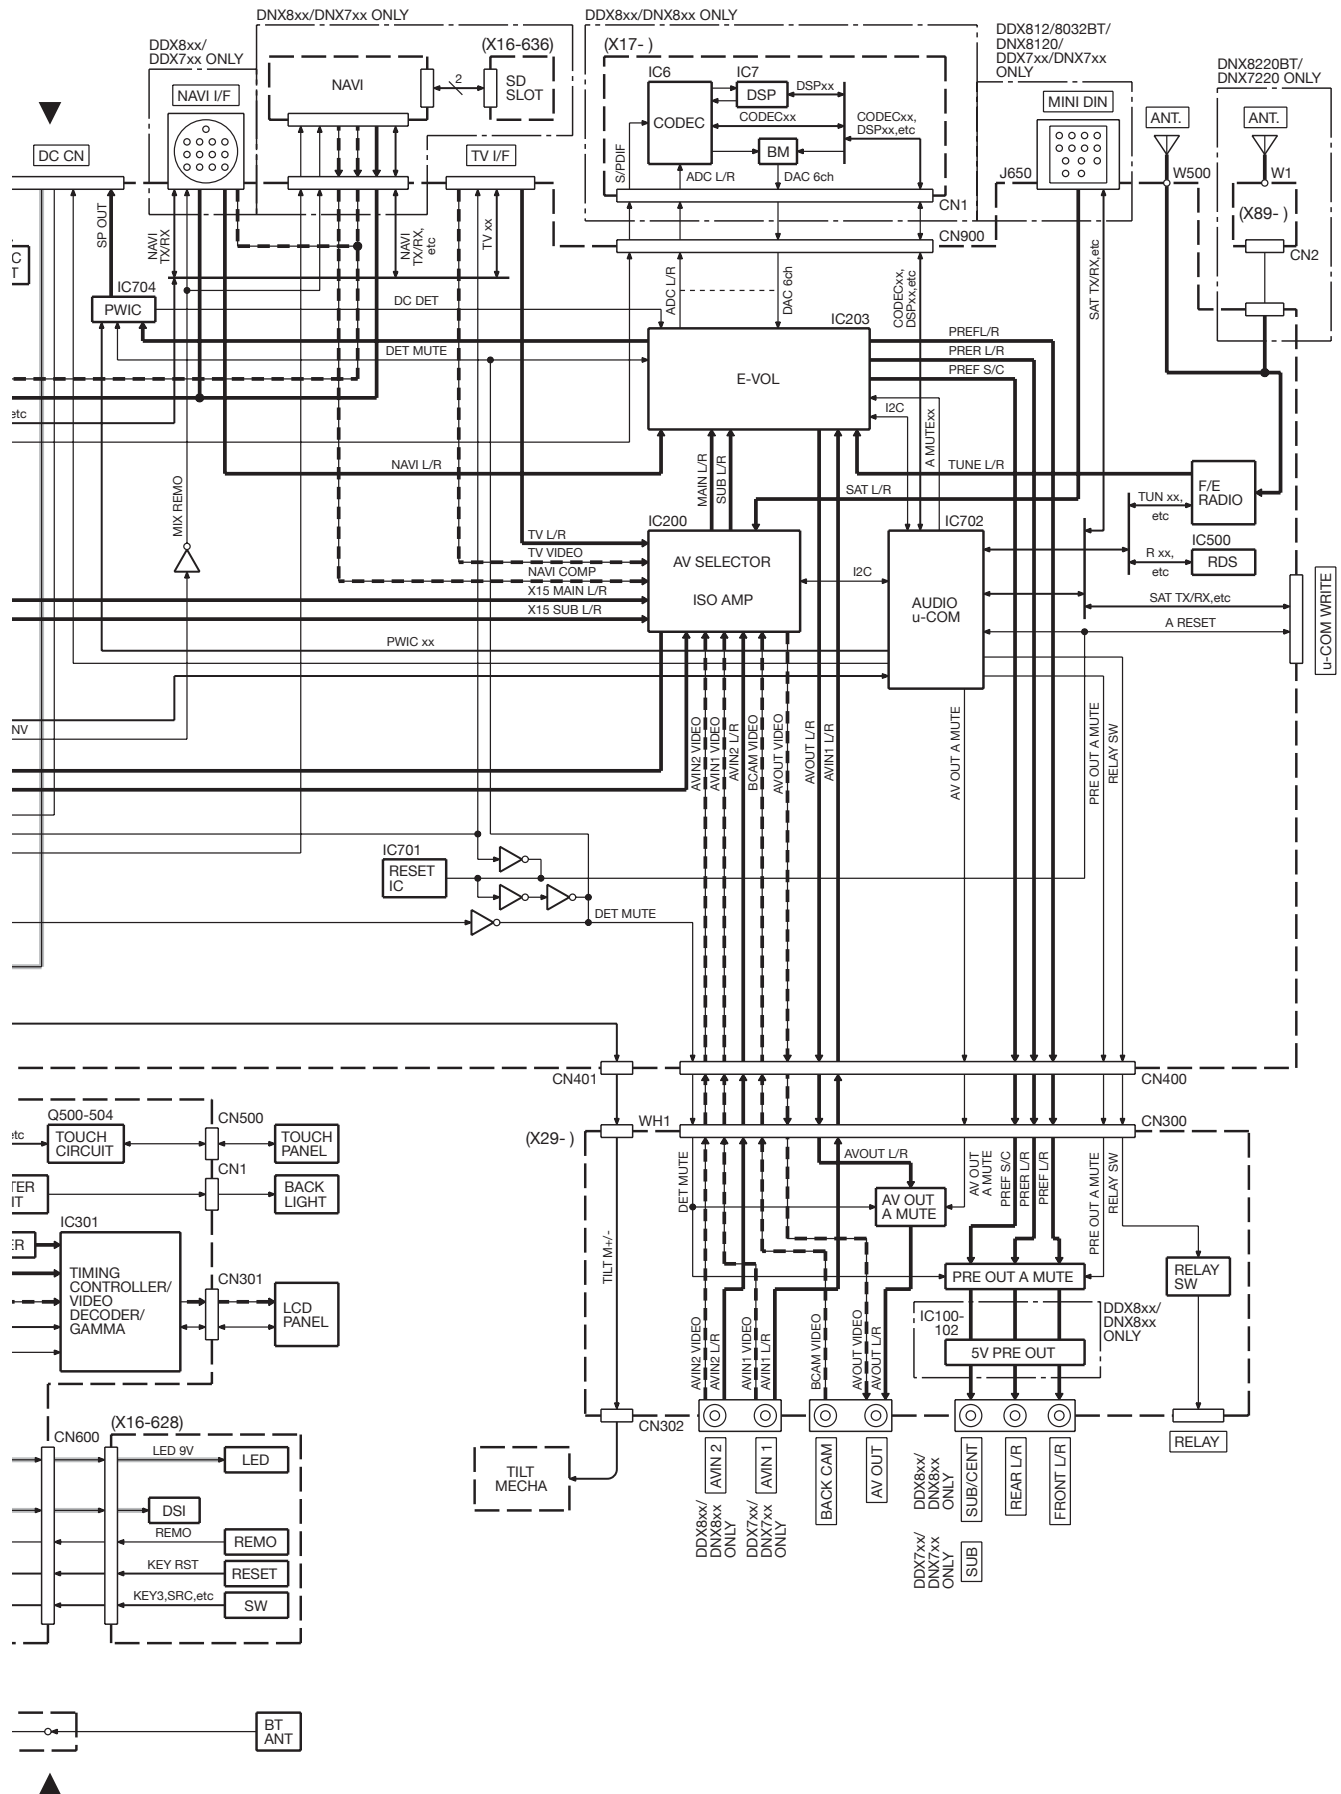 DNX8xx/DNX7xx ONLY
DDX8xx/DNX8xx ONLY
DDX8xx/
DDX7xx ONLY
(X16-636)
(X17- )
DDX812/8032BT/
DNX8120/
DDX7xx/DNX7xx
ONLY
DNX8220BT/
DNX7220 ONLY
NAVI I/F
NAVI
2
SD
SLOT
IC6
CODEC
IC7
DSP
DSPxx
CODECxx
CODECxx,
DSPxx,etc
BM
S/PDIF
ADC L/R
DAC 6ch
CN1
MINI DIN
ANT.
ANT.
DC CN
TV I/F
J650
W500
W1
(X89- )
CN2
CN900
SP OUT
NAVI
TX/RX
NAVI
TX/RX,
etc
TV xx
ADC L/R
DAC 6ch
CODECxx,
DSPxx,etc
SAT TX/RX,etc
C
T
IC704
PWIC
DC DET
DET MUTE
IC203
E-VOL
PREFL/R
PRER L/R
PREF S/C
I2C
A MUTExx
etc
NAVI L/R
MAIN L/R
SUB L/R
TUNE L/R
SAT L/R
F/E
RADIO
TUN xx,
etc
MIX REMO
IC200
AV SELECTOR
ISO AMP
TV L/R
TV VIDEO
NAVI COMP
X15 MAIN L/R
X15 SUB L/R
I2C
IC702
AUDIO
u-COM
IC500
RDS
R xx,
etc
SAT TX/RX,etc
A RESET
u-COM WRITE
PWIC xx
NV
AVIN2 VIDEO
AVIN1 VIDEO
AVIN2 L/R
BCAM VIDEO
AVOUT VIDEO
AVOUT L/R
AVIN1 L/R
AV OUT A MUTE
PRE OUT A MUTE
RELAY SW
IC701
RESET
IC
DET MUTE
CN401
CN400
WH1
CN300
(X29- )
Q500-504
etc
TOUCH
CIRCUIT
CN500
TOUCH
PANEL
CN1
TER
IT
BACK
LIGHT
IC301
ER
TIMING
CONTROLLER/
VIDEO
DECODER/
GAMMA
CN301
LCD
PANEL
TILT M+/-
DET MUTE
AVOUT L/R
AV OUT
A MUTE
AV OUT
A MUTE
PREF S/C
PRER L/R
PREF L/R
PRE OUT A MUTE
RELAY SW
PRE OUT A MUTE
RELAY
SW
IC100-
102
5V PRE OUT
DDX8xx/
DNX8xx
ONLY
AVIN2 VIDEO
AVIN2 L/R
AVIN1 VIDEO
AVIN1 L/R
BCAM VIDEO
AVOUT VIDEO
AVOUT L/R
CN302
RELAY
TILT
MECHA
AVIN 2
AVIN 1
BACK CAM
AV OUT
SUB/CENT
REAR L/R
FRONT L/R
DDX8xx/
DNX8xx
ONLY
DDX7xx/
DNX7xx
ONLY
DDX8xx/
DNX8xx
ONLY
DDX7xx/
DNX7xx
ONLY
SUB
CN600
(X16-628)
LED 9V
LED
DSI
REMO
REMO
KEY RST
RESET
KEY3,SRC,etc
SW
BT
ANT